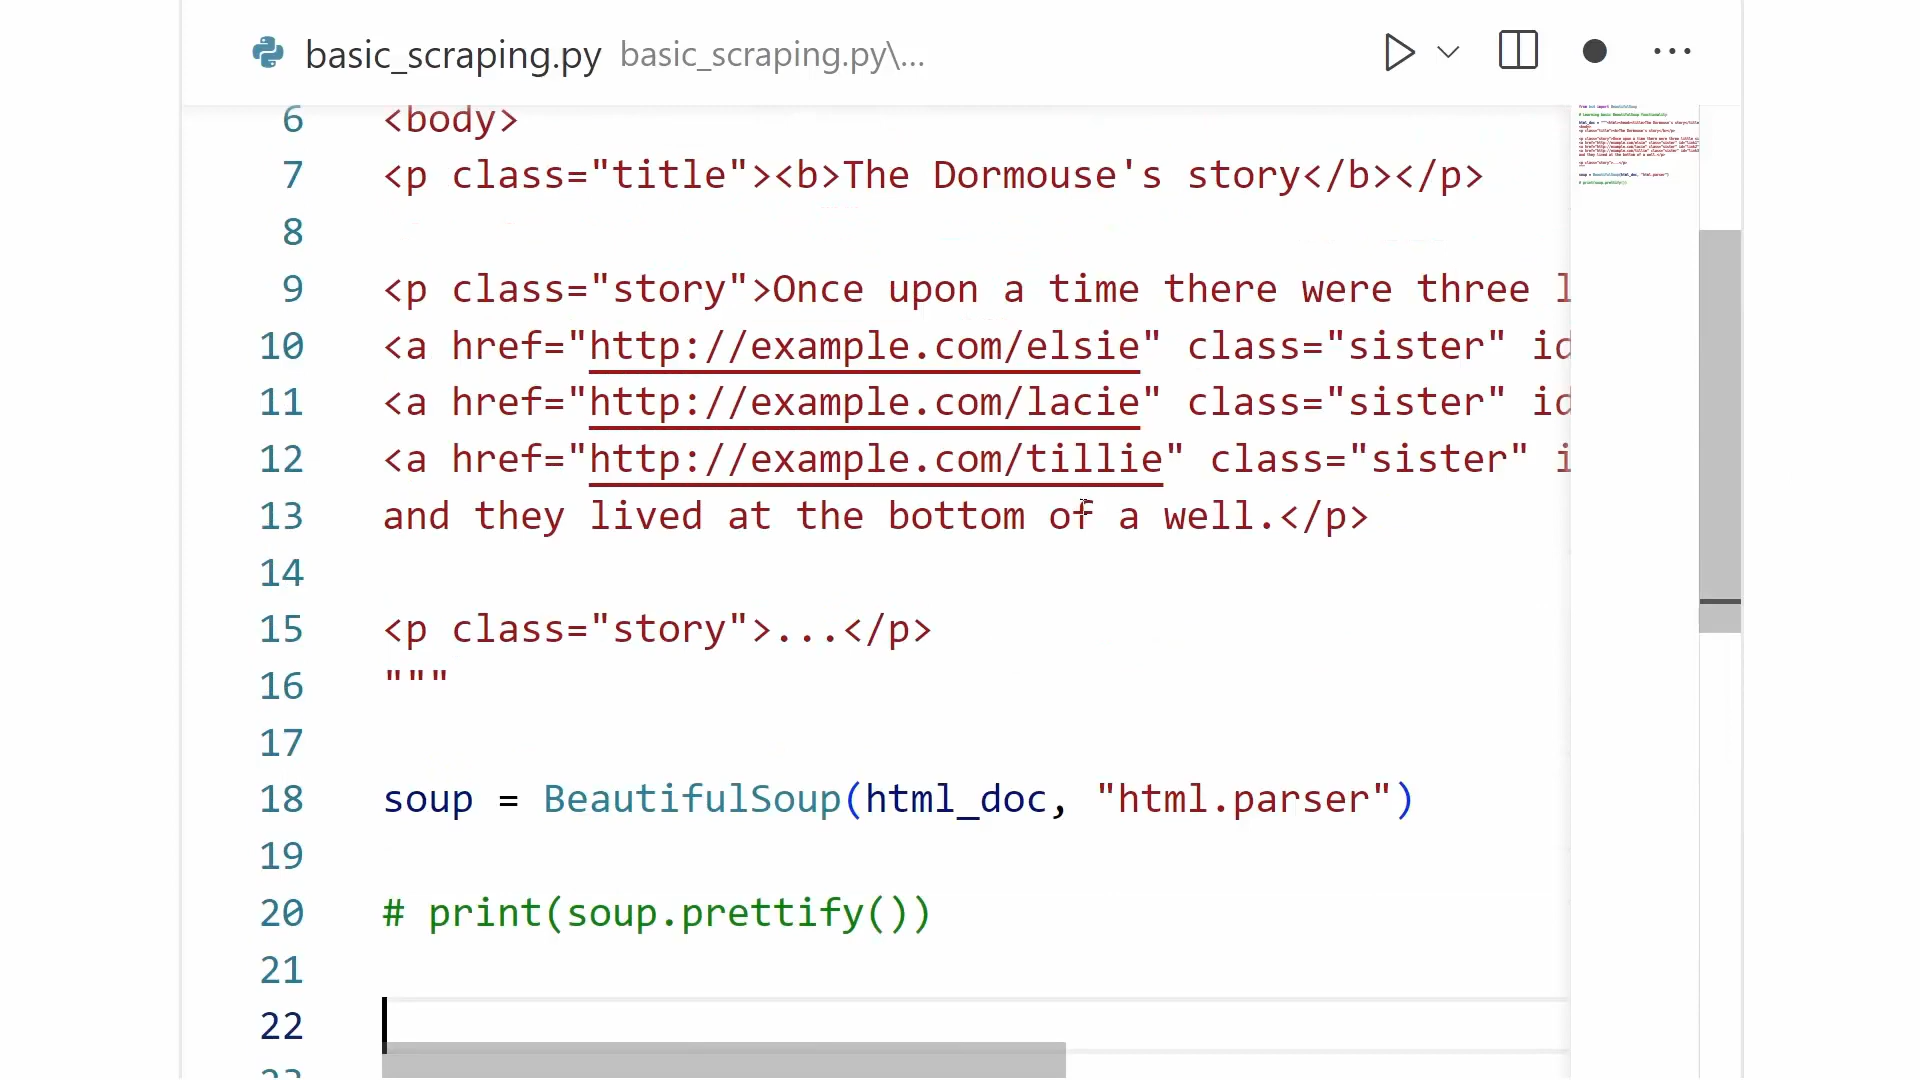 basic_scraping.py basic_scraping.py\...
6 <body>
7 <p class="title"><b>The Dormouse's story</b></p>
8
9 <p class="story">Once upon a time there were three l
10 <a href="http://example.com/elsie" class="sister" id
11 <a href="http://example.com/lacie" class="sister" id
12 <a href="http://example.com/tillie" class="sister" i
13 and they lived at the bottom of a well.</p>
14
15 <p class="story">...</p>
16 """
17
18 soup = BeautifulSoup(html_doc, "html.parser")
19
20 # print(soup.prettify())
21
22